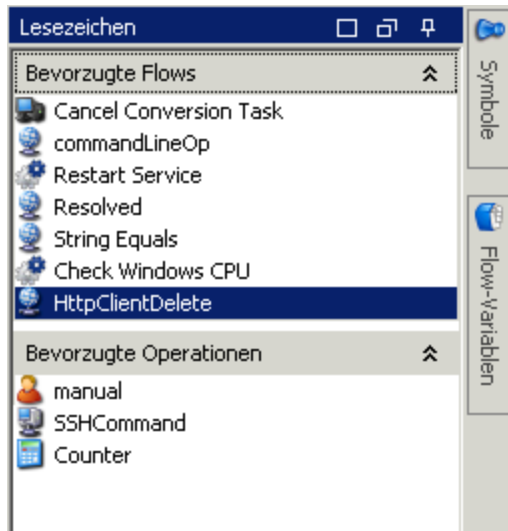 Lesezeichen
Bevorzugte Flows
Cancel Conversion Task
commandLineOp
Restart Service
Resolved
String Equals
Check Windows CPU
HttpClientDelete
Bevorzugte Operationen
manual
SSHCommand
Counter
Symbole
Flow-Variablen